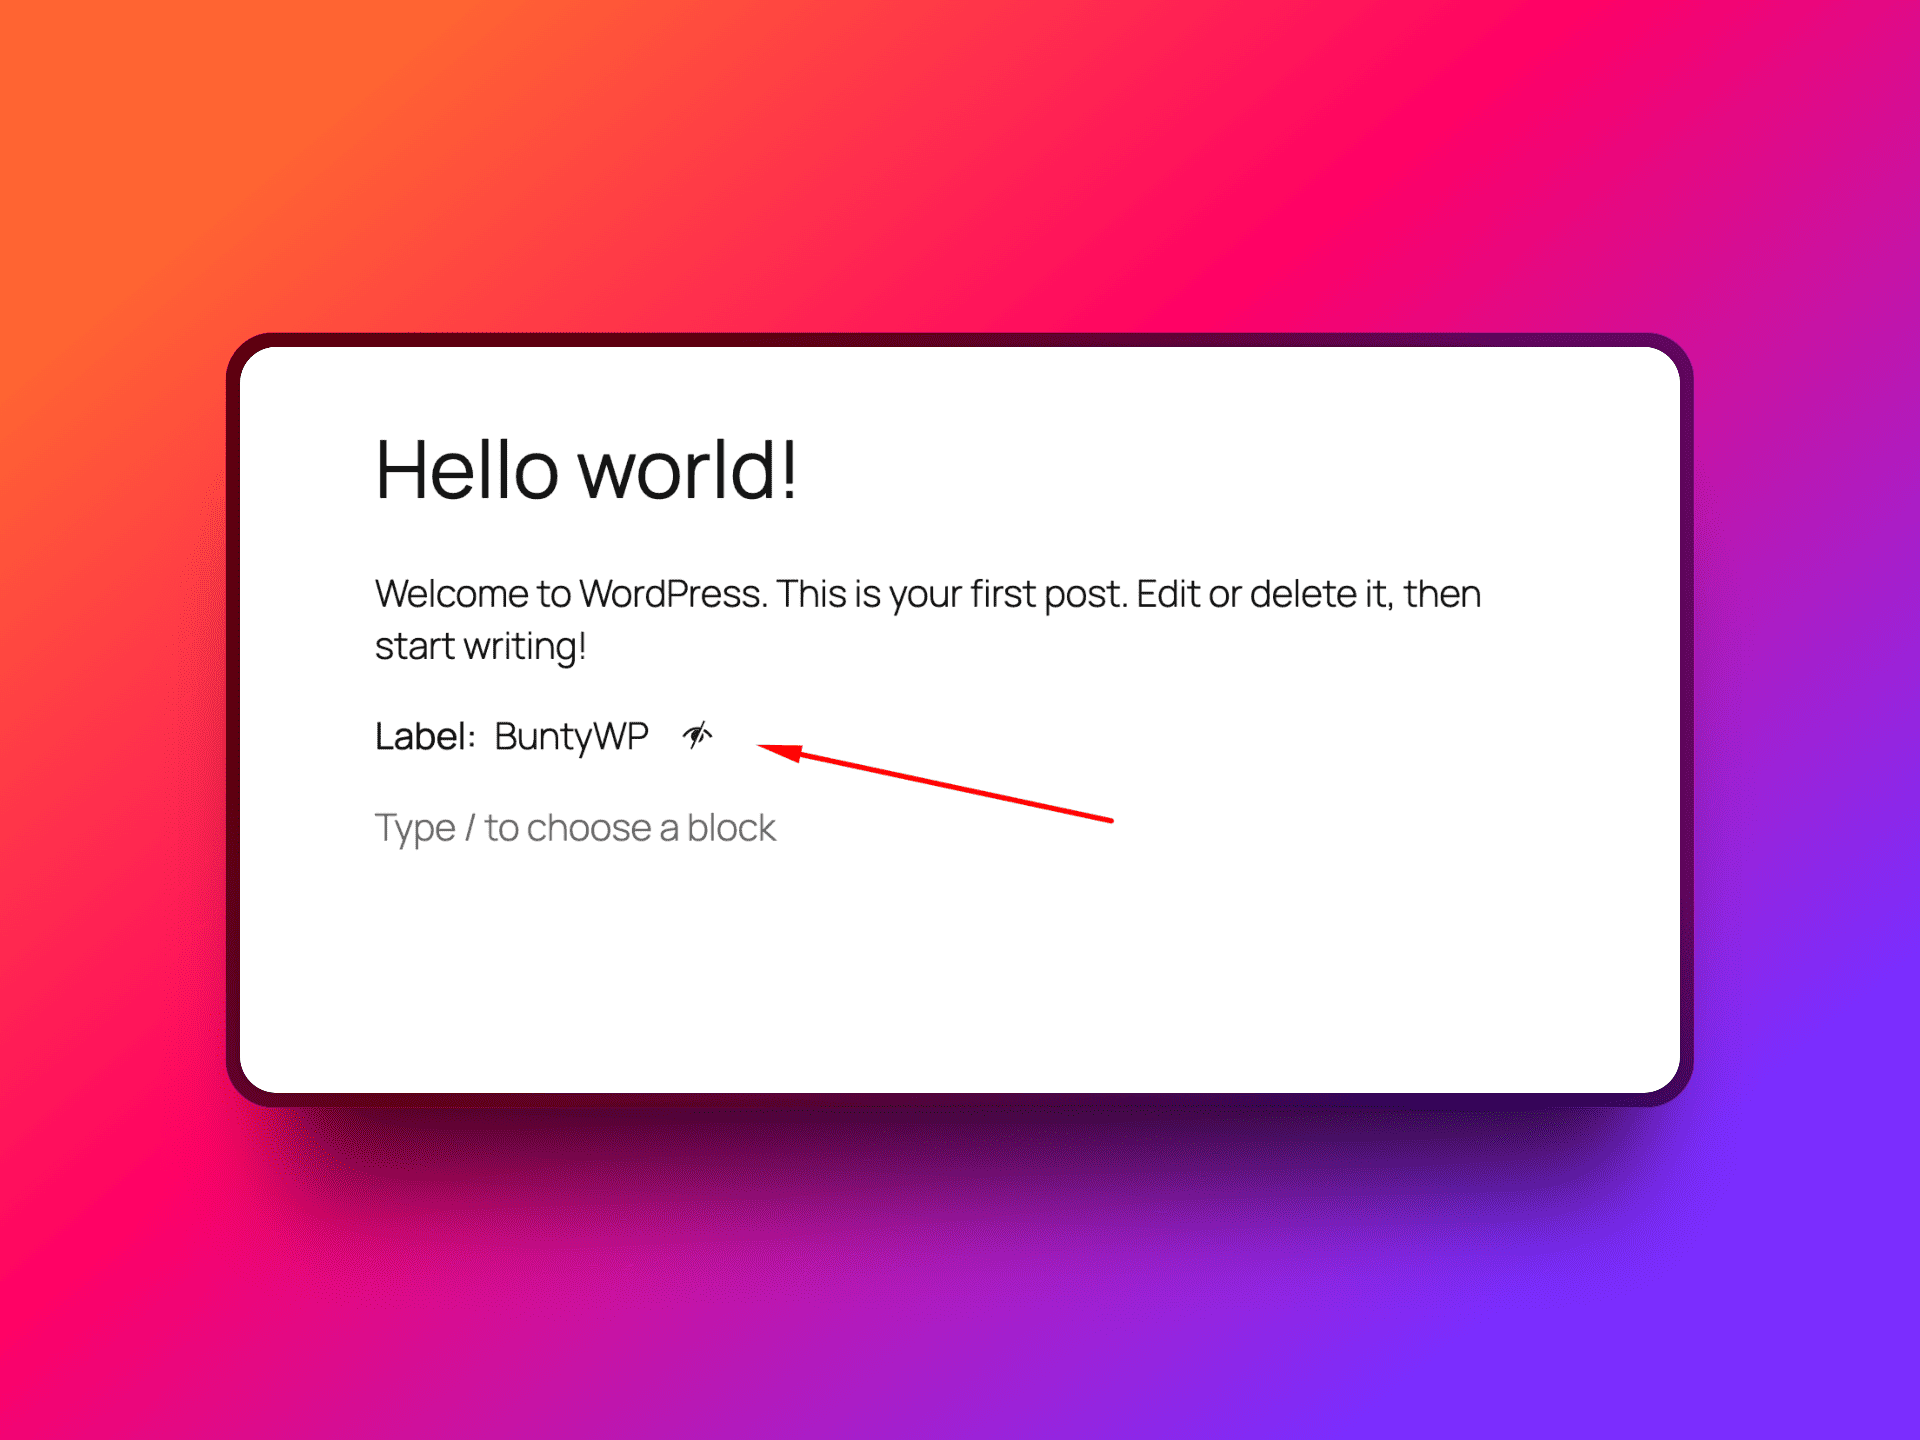 Hello world!
Welcome to WordPress. This is your first post. Edit or delete it, then
start writing!
Label: BuntyWP
Type / to choose a block